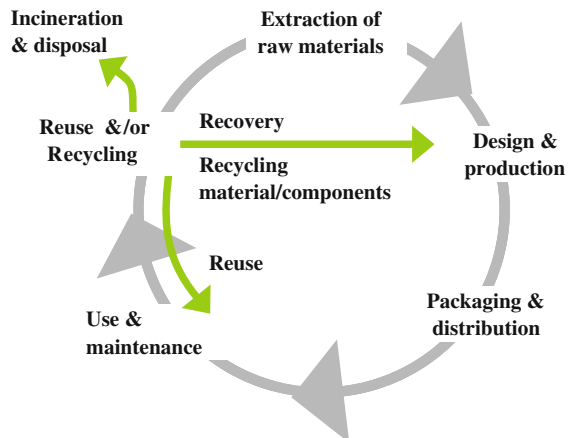 Incineration
& disposal
Extraction of
raw materials
Reuse &/or
Recycling
Recovery
Recycling
material/components
Design &
production
Reuse
Packaging &
distribution
Use &
maintenance